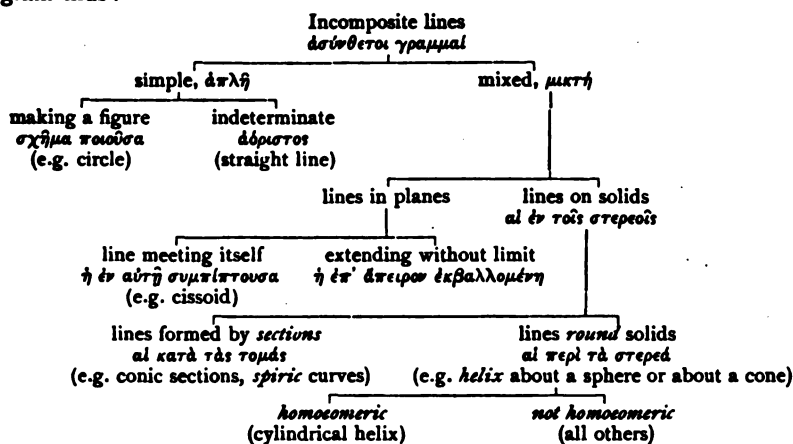 Incomposite lines
ἀσύνθετοι γραμμαί
simple, ἁπλῆ
mixed, μικτή
making a figure
σχῆμα ποιοῦσα
(e.g. circle)
indeterminate
ἀόριστος
(straight line)
lines in planes
lines on solids
αἱ ἐν τοῖς στερεοῖς
line meeting itself
ἡ ἐν αὑτῇ συμπίπτουσα
(e.g. cissoid)
extending without limit
ἡ ἐπ' ἄπειρον ἐκβαλλομένη
lines formed by sections
αἱ κατὰ τὰς τομάς
(e.g. conic sections, spiric curves)
lines round solids
αἱ περὶ τὰ στερεά
(e.g. helix about a sphere or about a cone)
homoeomeric
(cylindrical helix)
not homoeomeric
(all others)